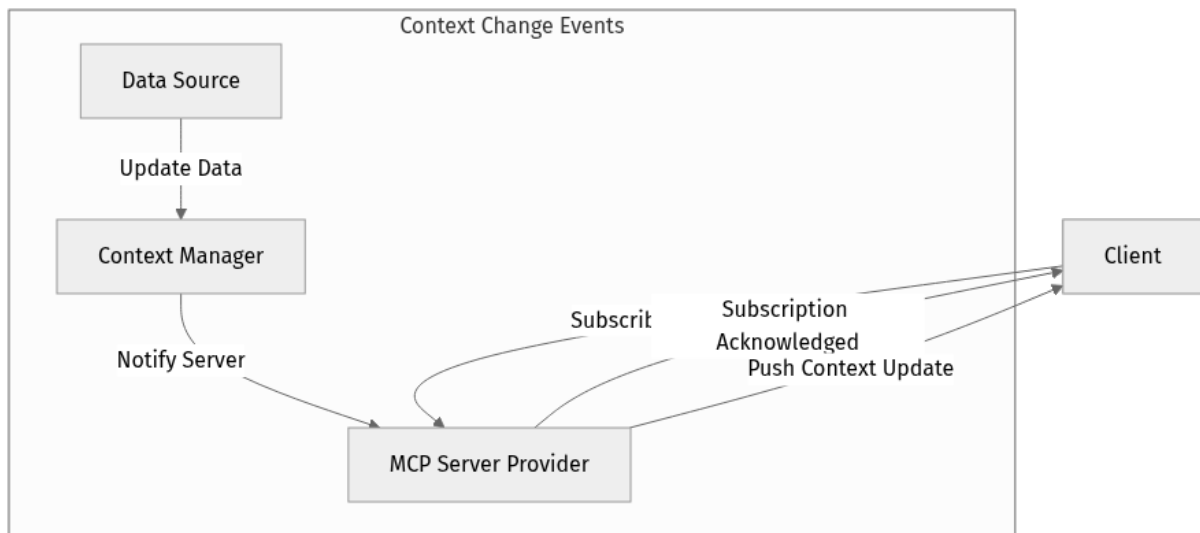 Context Change Events
Data Source
Update Data
Context Manager
Client
Subscription
Acknowledged
Notify Server
Push Context Update
MCP Server Provider